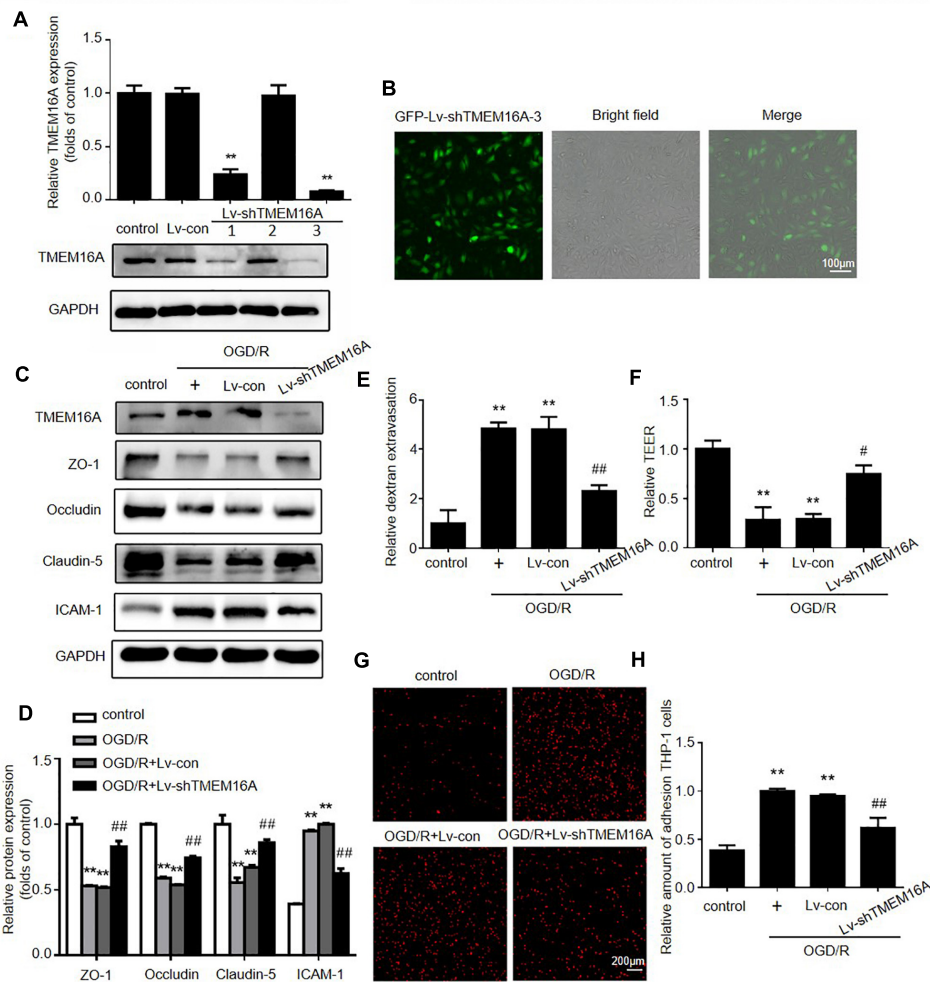 A
Relative TMEM16A expression
(folds of control)
1.5
1.0
0.5
0.0
**
**
Lv-shTMEM16A
control Lv-con 1 2 3
TMEM16A
GAPDH
B
GFP-Lv-shTMEM16A-3 Bright field Merge
100μm
C
OGD/R
control + Lv-con Lv-shTMEM16A
TMEM16A
ZO-1
Occludin
Claudin-5
ICAM-1
GAPDH
D
control
OGD/R
OGD/R+Lv-con
OGD/R+Lv-shTMEM16A
Relative protein expression
(folds of control)
1.5
1.0
0.5
0.0
** ** ## ** ** ## ** ** ## ** ** ##
ZO-1 Occludin Claudin-5 ICAM-1
E
Relative dextran extravasation
6
4
2
0
** ** ##
control + Lv-con Lv-shTMEM16A
OGD/R
F
Relative TEER
1.5
1.0
0.5
0.0
** ** #
control + Lv-con Lv-shTMEM16A
OGD/R
G
control OGD/R
OGD/R+Lv-con OGD/R+Lv-shTMEM16A
200μm
H
Relative amount of adhesion THP-1 cells
1.5
1.0
0.5
0.0
** ** ##
control + Lv-con Lv-shTMEM16A
OGD/R